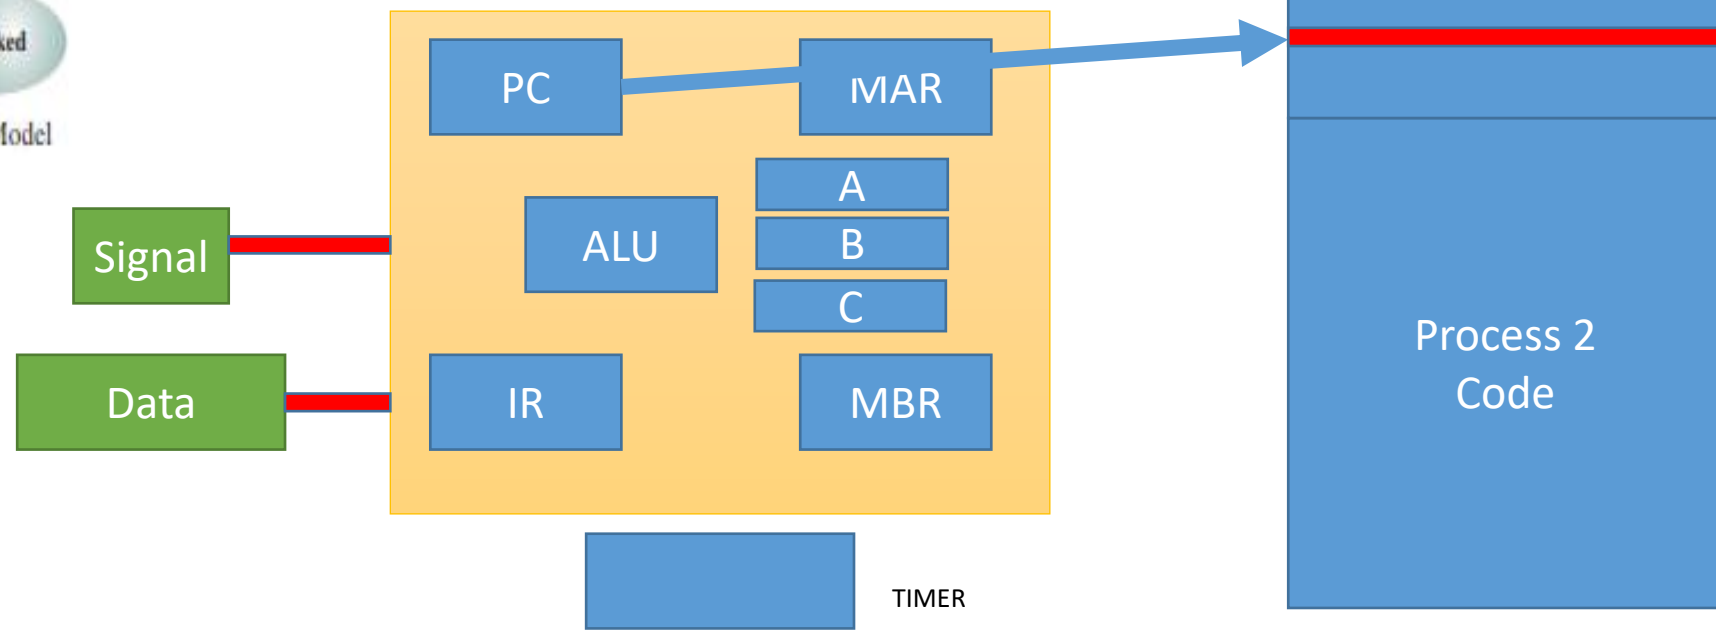 PC
MAR
A
B
C
Signal
ALU
Data
IR
MBR
Process 2
Code
TIMER